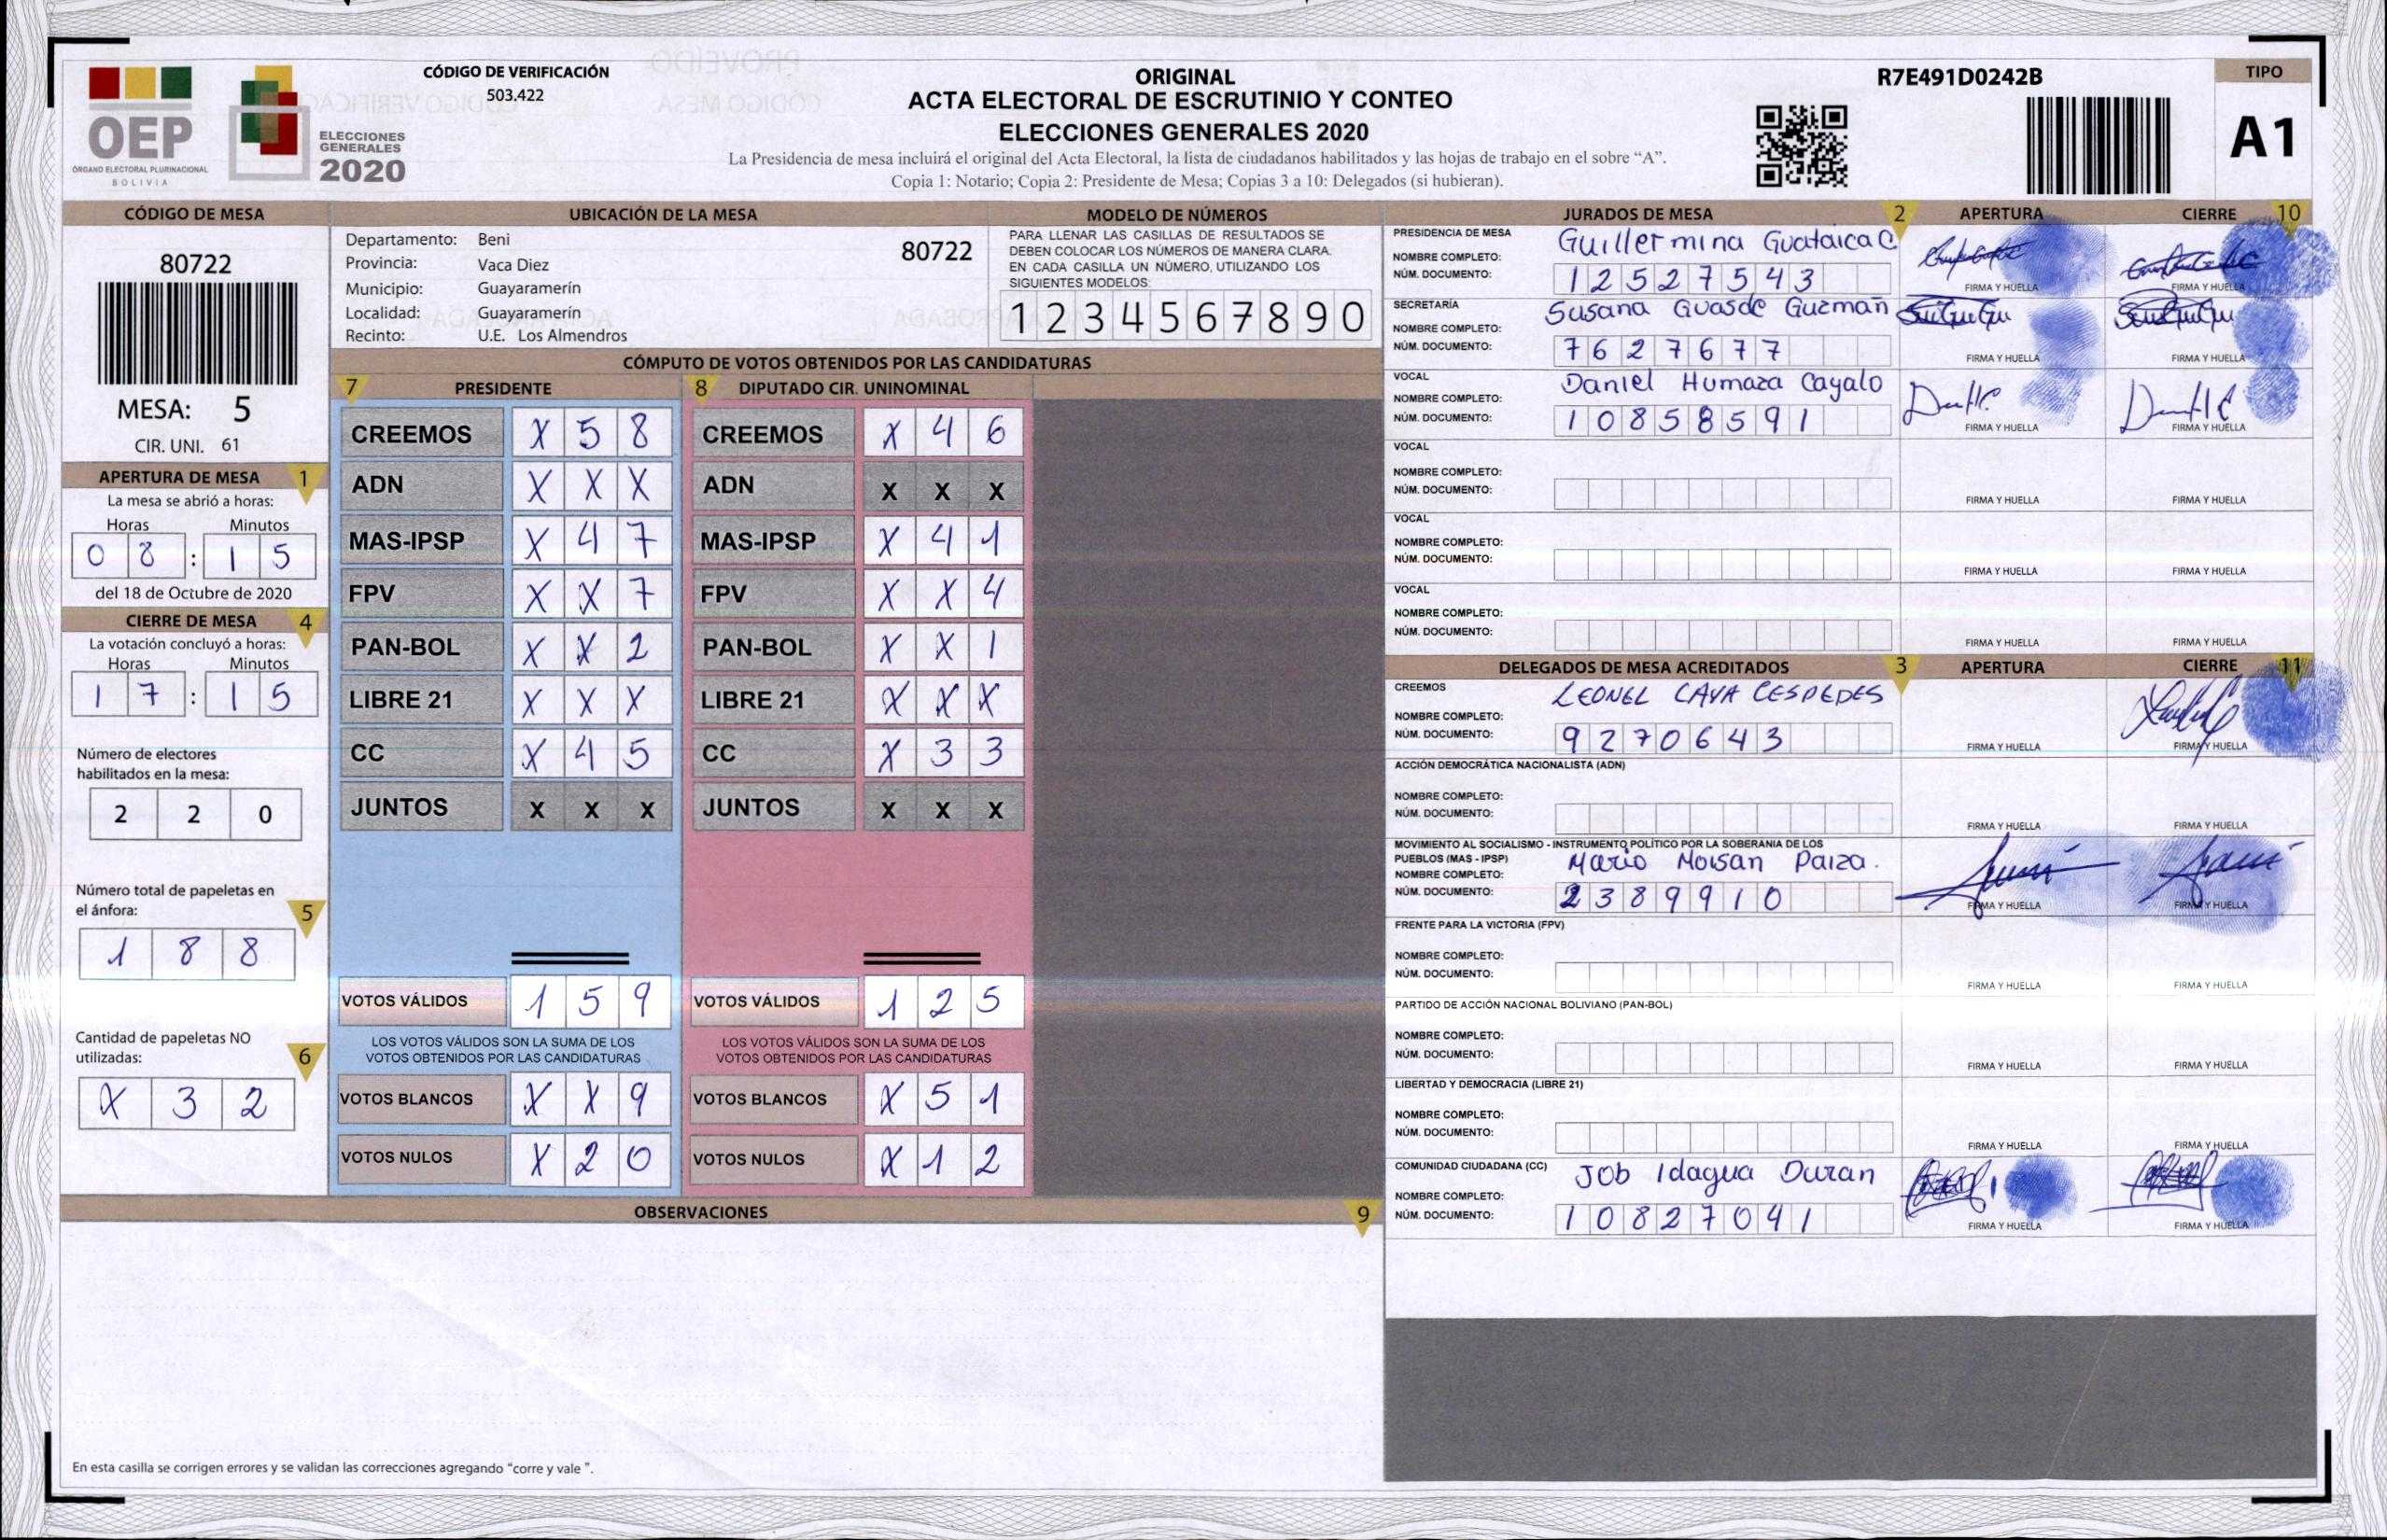 CÓDIGO DE VERIFICACIÓN
503.422
OEP
ÓRGANO ELECTORAL PLURINACIONAL
BOLIVIA
ELECCIONES
GENERALES
2020
ORIGINAL
ACTA ELECTORAL DE ESCRUTINIO Y CONTEO
ELECCIONES GENERALES 2020
La Presidencia de mesa incluirá el original del Acta Electoral, la lista de ciudadanos habilitados y las hojas de trabajo en el sobre “A”.
Copia 1: Notario; Copia 2: Presidente de Mesa; Copias 3 a 10: Delegados (si hubieran).
R7E491D0242B
TIPO
A1
CÓDIGO DE MESA
80722
MESA: 5
CIR. UNI. 61
APERTURA DE MESA 1
La mesa se abrió a horas:
Horas Minutos
0 8 : 1 5
del 18 de Octubre de 2020
CIERRE DE MESA 4
La votación concluyó a horas:
Horas Minutos
1 7 : 1 5
Número de electores
habilitados en la mesa:
2 2 0
Número total de papeletas en
el ánfora: 5
1 8 8
Cantidad de papeletas NO
utilizadas: 6
X 3 2
UBICACIÓN DE LA MESA
Departamento: Beni 80722
Provincia: Vaca Diez
Municipio: Guayaramerín
Localidad: Guayaramerín
Recinto: U.E. Los Almendros
MODELO DE NÚMEROS
PARA LLENAR LAS CASILLAS DE RESULTADOS SE
DEBEN COLOCAR LOS NÚMEROS DE MANERA CLARA.
EN CADA CASILLA UN NÚMERO, UTILIZANDO LOS
SIGUIENTES MODELOS:
1 2 3 4 5 6 7 8 9 0
CÓMPUTO DE VOTOS OBTENIDOS POR LAS CANDIDATURAS
7 PRESIDENTE
CREEMOS X 5 8
ADN X X X
MAS-IPSP X 4 7
FPV X X 7
PAN-BOL X X 2
LIBRE 21 X X X
CC X 4 5
JUNTOS X X X
VOTOS VÁLIDOS 1 5 9
LOS VOTOS VÁLIDOS SON LA SUMA DE LOS
VOTOS OBTENIDOS POR LAS CANDIDATURAS
VOTOS BLANCOS X X 9
VOTOS NULOS X 2 0
8 DIPUTADO CIR. UNINOMINAL
CREEMOS X 4 6
ADN X X X
MAS-IPSP X 4 1
FPV X X 4
PAN-BOL X X 1
LIBRE 21 X X X
CC X 3 3
JUNTOS X X X
VOTOS VÁLIDOS 1 2 5
LOS VOTOS VÁLIDOS SON LA SUMA DE LOS
VOTOS OBTENIDOS POR LAS CANDIDATURAS
VOTOS BLANCOS X 5 1
VOTOS NULOS X 1 2
OBSERVACIONES 9
En esta casilla se corrigen errores y se validan las correcciones agregando “corre y vale ”.
JURADOS DE MESA 2 APERTURA CIERRE 10
PRESIDENCIA DE MESA
NOMBRE COMPLETO: Guillermina Guataica C
NÚM. DOCUMENTO: 1 2 5 2 7 5 4 3
FIRMA Y HUELLA FIRMA Y HUELLA
SECRETARÍA
NOMBRE COMPLETO: Susana Guasde Guzman
NÚM. DOCUMENTO: 7 6 2 7 6 7 7
FIRMA Y HUELLA FIRMA Y HUELLA
VOCAL
NOMBRE COMPLETO: Daniel Humaza Cayalo
NÚM. DOCUMENTO: 1 0 8 5 8 5 9 1
FIRMA Y HUELLA FIRMA Y HUELLA
VOCAL
NOMBRE COMPLETO:
NÚM. DOCUMENTO:
FIRMA Y HUELLA FIRMA Y HUELLA
VOCAL
NOMBRE COMPLETO:
NÚM. DOCUMENTO:
FIRMA Y HUELLA FIRMA Y HUELLA
VOCAL
NOMBRE COMPLETO:
NÚM. DOCUMENTO:
FIRMA Y HUELLA FIRMA Y HUELLA
DELEGADOS DE MESA ACREDITADOS 3 APERTURA CIERRE 11
CREEMOS
NOMBRE COMPLETO: LEONEL CAVA CESPEDES
NÚM. DOCUMENTO: 9 2 7 0 6 4 3
FIRMA Y HUELLA FIRMA Y HUELLA
ACCIÓN DEMOCRÁTICA NACIONALISTA (ADN)
NOMBRE COMPLETO:
NÚM. DOCUMENTO:
FIRMA Y HUELLA FIRMA Y HUELLA
MOVIMIENTO AL SOCIALISMO - INSTRUMENTO POLÍTICO POR LA SOBERANIA DE LOS
PUEBLOS (MAS - IPSP)
NOMBRE COMPLETO: Mario Moisan Paiza.
NÚM. DOCUMENTO: 2 3 8 9 9 1 0
FIRMA Y HUELLA FIRMA Y HUELLA
FRENTE PARA LA VICTORIA (FPV)
NOMBRE COMPLETO:
NÚM. DOCUMENTO:
FIRMA Y HUELLA FIRMA Y HUELLA
PARTIDO DE ACCIÓN NACIONAL BOLIVIANO (PAN-BOL)
NOMBRE COMPLETO:
NÚM. DOCUMENTO:
FIRMA Y HUELLA FIRMA Y HUELLA
LIBERTAD Y DEMOCRACIA (LIBRE 21)
NOMBRE COMPLETO:
NÚM. DOCUMENTO:
FIRMA Y HUELLA FIRMA Y HUELLA
COMUNIDAD CIUDADANA (CC)
NOMBRE COMPLETO: Job Idagua Duran
NÚM. DOCUMENTO: 1 0 8 2 7 0 4 1
FIRMA Y HUELLA FIRMA Y HUELLA